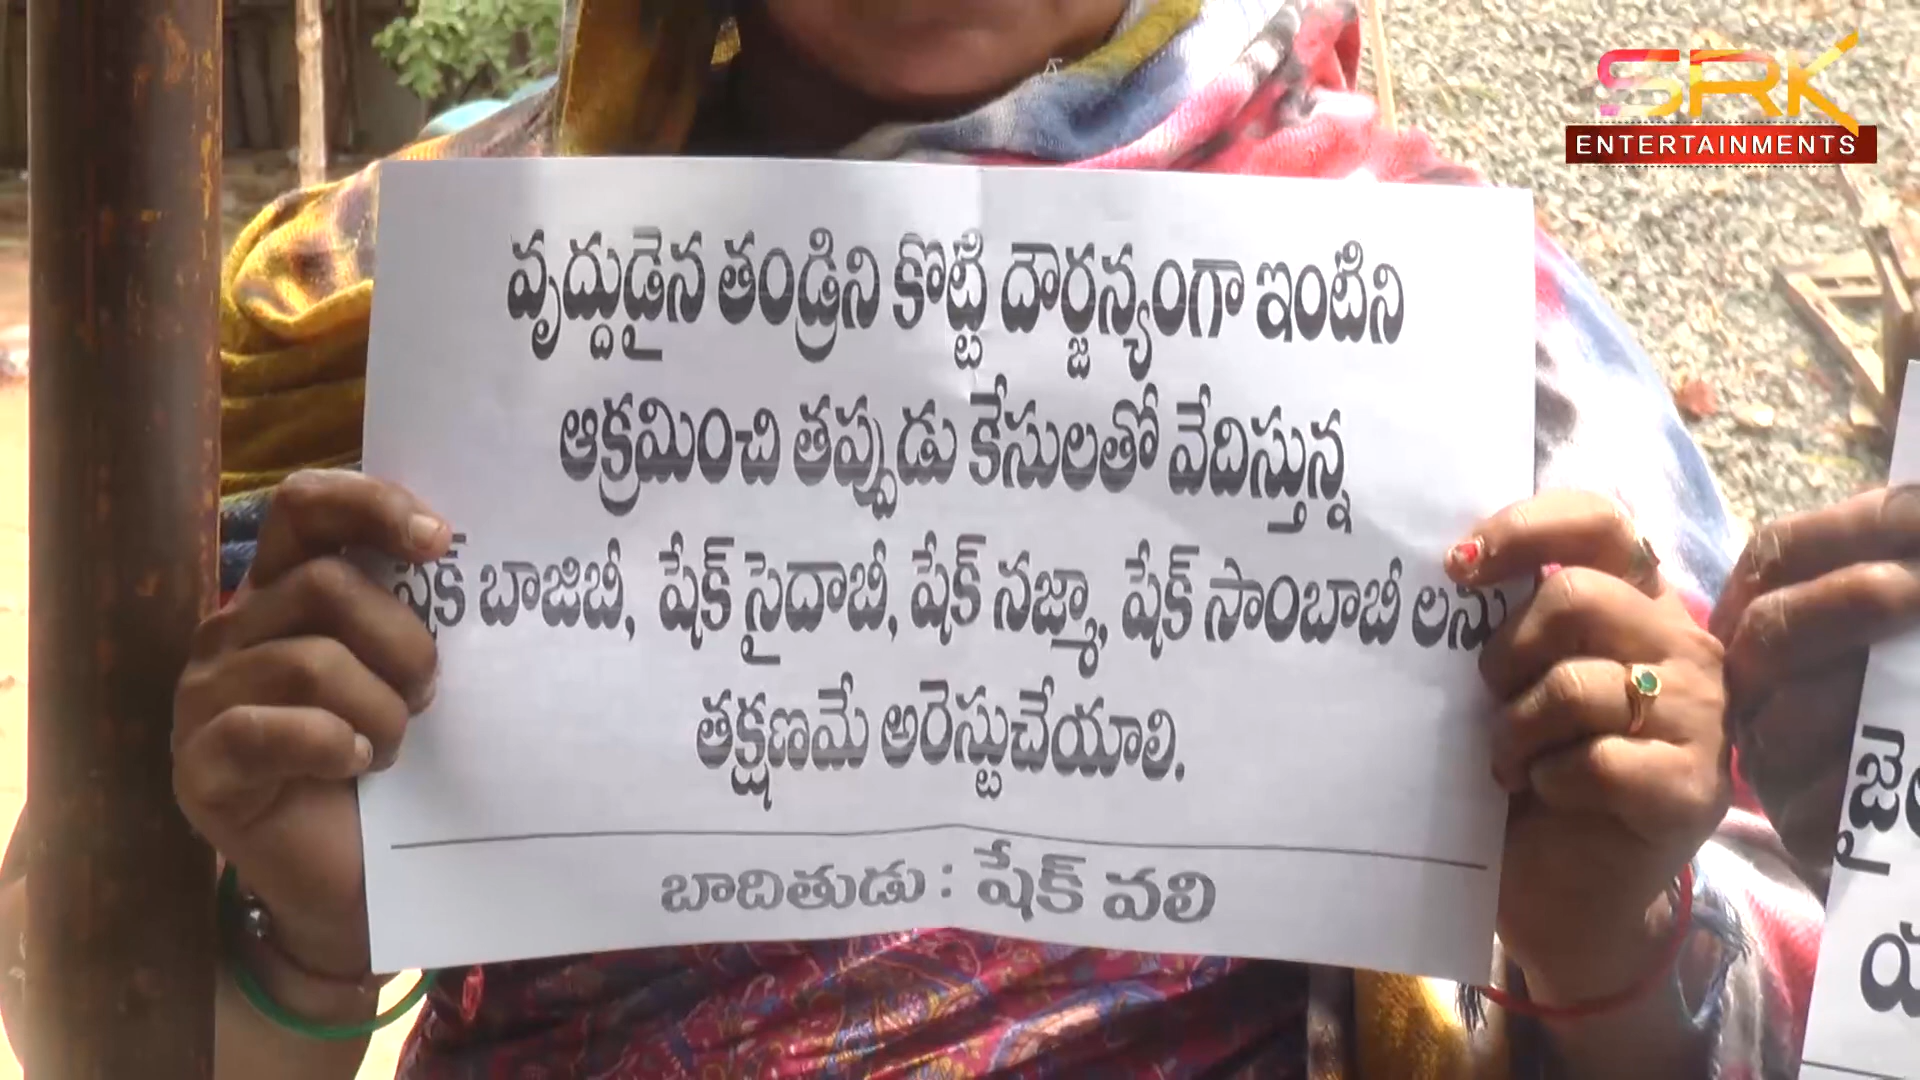 SRK
ENTERTAINMENTS
వృద్దుడైన తండ్రిని కొట్టి దౌర్జన్యంగా ఇంటిని
ఆక్రమించి తప్పుడు కేసులతో వేదిస్తున్న
షేక్ బాజిబీ, షేక్ సైదాబీ, షేక్ నజ్మా, షేక్ సాంబాబీ లను
తక్షణమే అరెస్టుచేయాలి.
బాదితుడు : షేక్ వలి